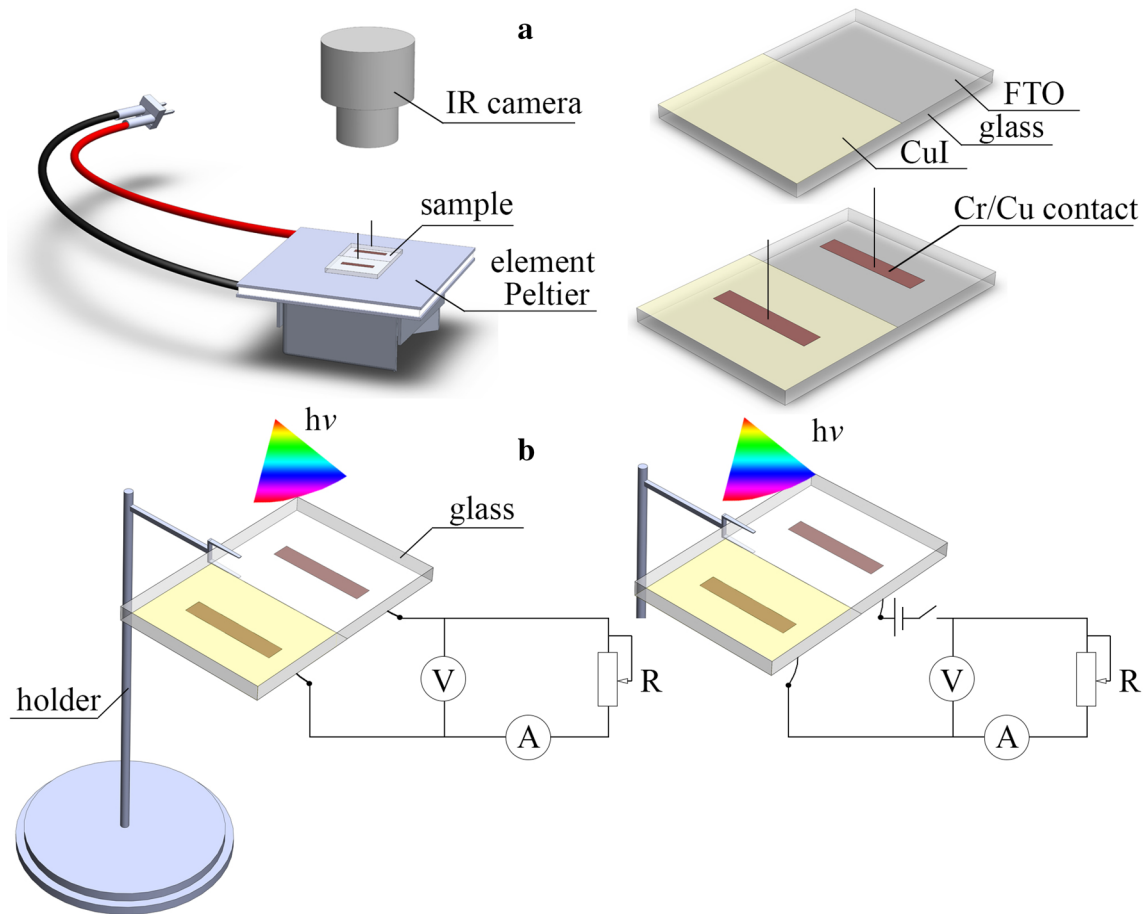 a
IR camera
sample
element
Peltier
FTO
glass
CuI
Cr/Cu contact
b
hν
glass
holder
V
A
R
hν
V
A
R